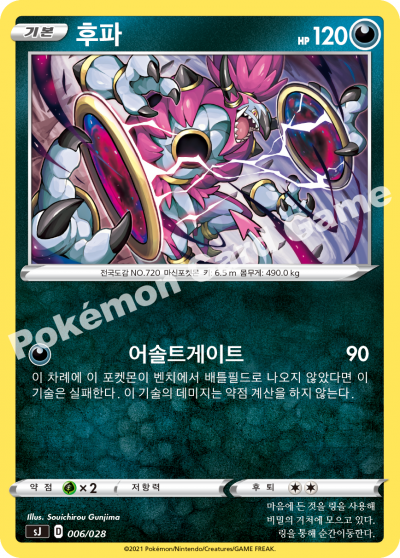 기본 후파 HP 120
전국도감 NO.720 마신포켓몬 키: 6.5 m 몸무게: 490.0 kg
Pokémon Card Game
어솔트게이트 90
이 차례에 이 포켓몬이 벤치에서 배틀필드로 나오지 않았다면 이
기술은 실패한다. 이 기술의 데미지는 약점 계산을 하지 않는다.
약점 ×2 저항력 후퇴
마음에 든 것을 링을 사용해
비밀의 거처에 모으고 있다.
링을 통해 순간이동한다.
Illus. Souichirou Gunjima
sJ D 006/028
©2021 Pokémon/Nintendo/Creatures/GAME FREAK.